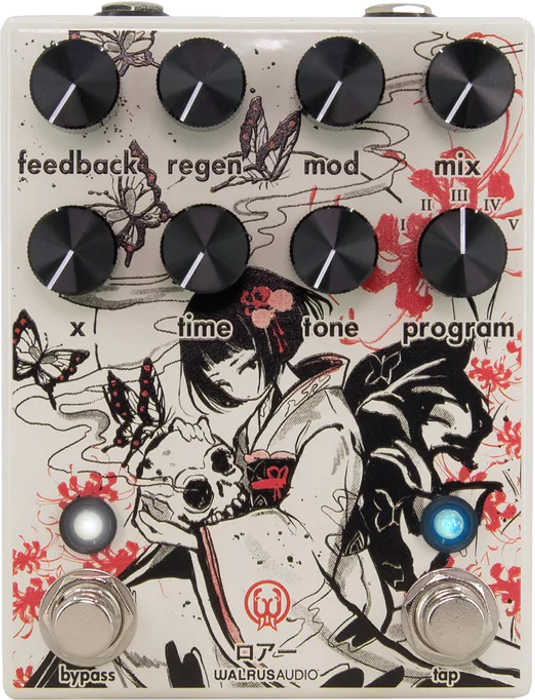 feedback regen mod mix
I II III IV V
x time tone program
ロアー
bypass WALRUSAUDIO tap